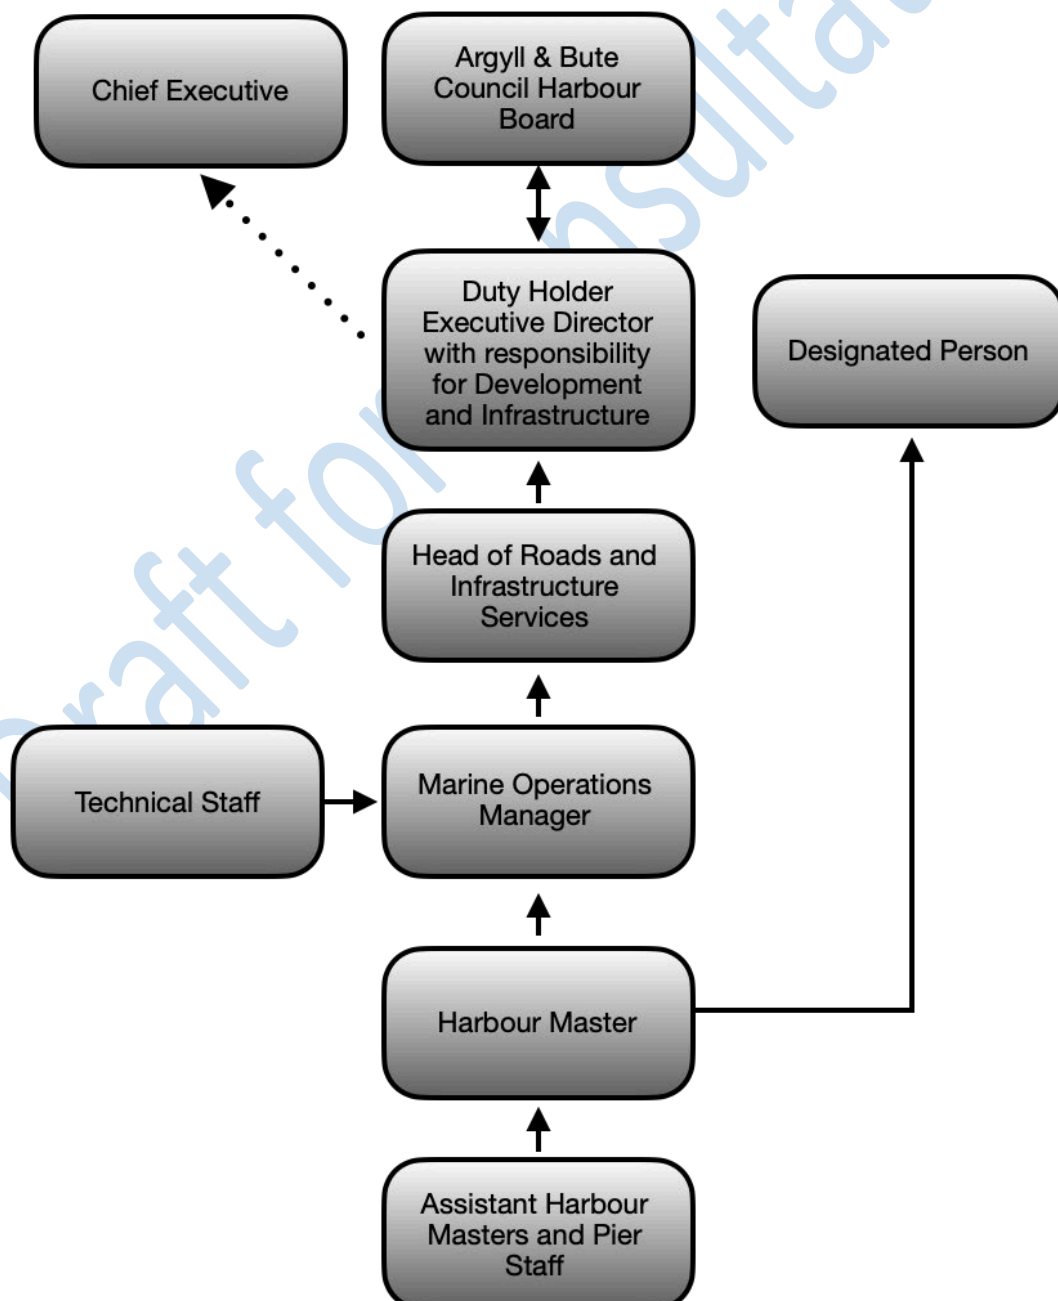 Chief Executive
Argyll & Bute
Council Harbour
Board
Duty Holder
Executive Director
with responsibility
for Development
and Infrastructure
Designated Person
Head of Roads and
Infrastructure
Services
Technical Staff
Marine Operations
Manager
Harbour Master
Assistant Harbour
Masters and Pier
Staff
Draft for